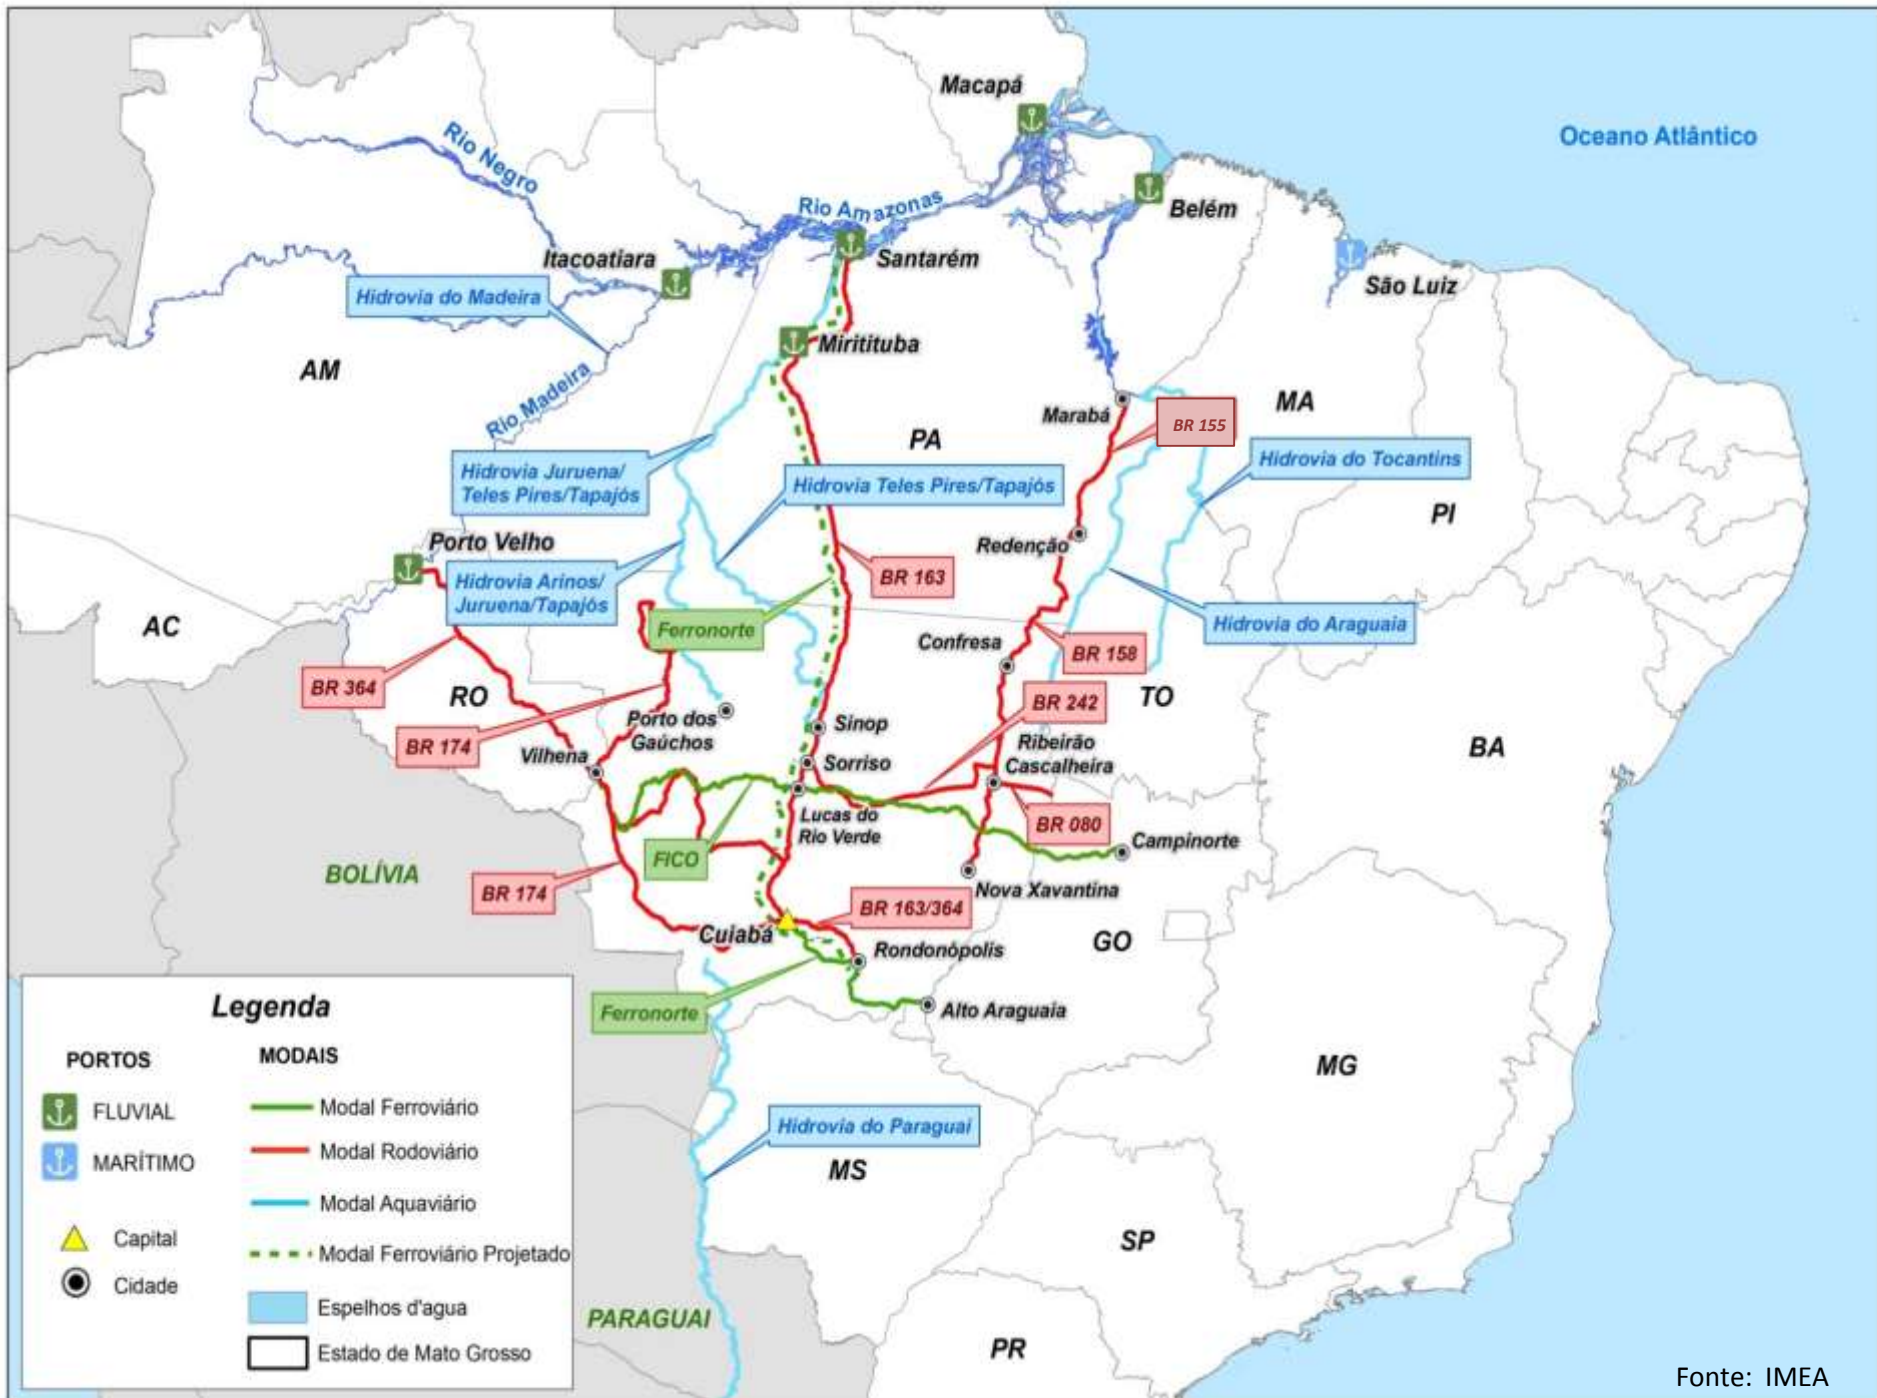 Macapá
Oceano Atlântico
Rio Negro
Rio Amazonas
Belém
Itacoatiara
Santarém
São Luiz
Hidrovia do Madeira
Miritituba
AM
Rio Madeira
Marabá
MA
BR 155
PA
Hidrovia do Tocantins
Hidrovia Juruena/
Teles Pires/Tapajós
Hidrovia Teles Pires/Tapajós
PI
Porto Velho
Redenção
BR 163
Hidrovia Arinos/
Juruena/Tapajós
AC
Ferronorte
Hidrovia do Araguaia
Confresa
BR 158
BR 364
RO
BR 242
TO
Porto dos
Gaúchos
Sinop
BR 174
Vilhena
Sorriso
Ribeirão
Cascalheira
BA
Lucas do
Rio Verde
BR 080
Campinorte
FICO
BOLÍVIA
BR 174
Nova Xavantina
BR 163/364
Cuiabá
Rondonópolis
GO
Ferronorte
Alto Araguaia
MG
Hidrovia do Paraguai
MS
SP
PARAGUAI
PR
Legenda
PORTOS
FLUVIAL
MARÍTIMO
Capital
Cidade
MODAIS
Modal Ferroviário
Modal Rodoviário
Modal Aquaviário
Modal Ferroviário Projetado
Espelhos d'agua
Estado de Mato Grosso
Fonte: IMEA